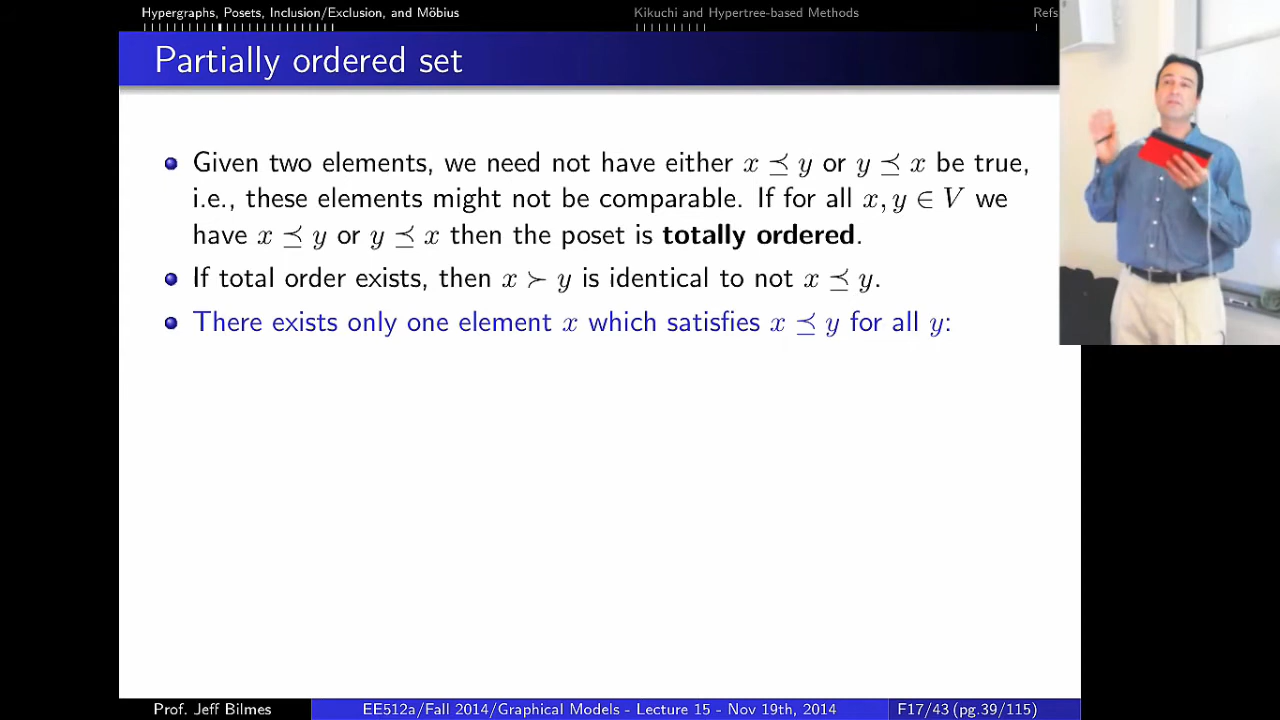 Hypergraphs, Posets, Inclusion/Exclusion, and Möbius Kikuchi and Hypertree-based Methods Refs
Partially ordered set
Given two elements, we need not have either x ⪯ y or y ⪯ x be true,
i.e., these elements might not be comparable. If for all x, y ∈ V we
have x ⪯ y or y ⪯ x then the poset is totally ordered.
If total order exists, then x ≻ y is identical to not x ⪯ y.
There exists only one element x which satisfies x ⪯ y for all y:
Prof. Jeff Bilmes EE512a/Fall 2014/Graphical Models - Lecture 15 - Nov 19th, 2014 F17/43 (pg.39/115)